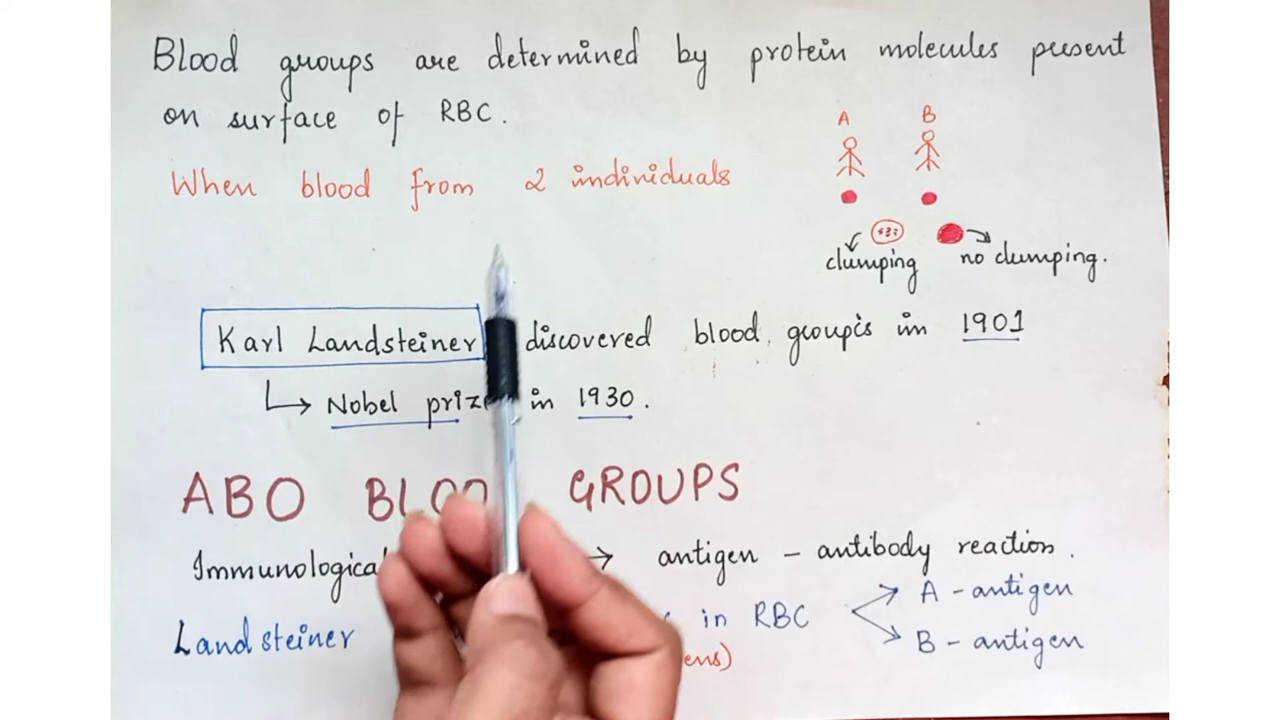 Blood groups are determined by protein molecules present
on surface of RBC.
When blood from 2 individuals
A B
clumping no clumping.
Karl Landsteiner discovered blood groups in 1901
Nobel prize in 1930.
ABO GROUPS
antigen - antibody reaction.
Landsteiner in RBC
A - antigen
B - antigen